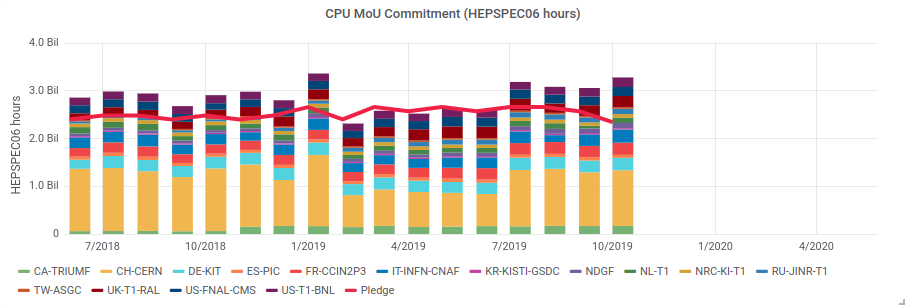 CPU MoU Commitment (HEPSPEC06 hours)
4.0 Bil
3.0 Bil
2.0 Bil
1.0 Bil
0
HEPSPEC06 hours
7/2018 10/2018 1/2019 4/2019 7/2019 10/2019 1/2020 4/2020
CA-TRIUMF CH-CERN DE-KIT ES-PIC FR-CCIN2P3 IT-INFN-CNAF KR-KISTI-GSDC NDGF NL-T1 NRC-KI-T1 RU-JINR-T1
TW-ASGC UK-T1-RAL US-FNAL-CMS US-T1-BNL Pledge